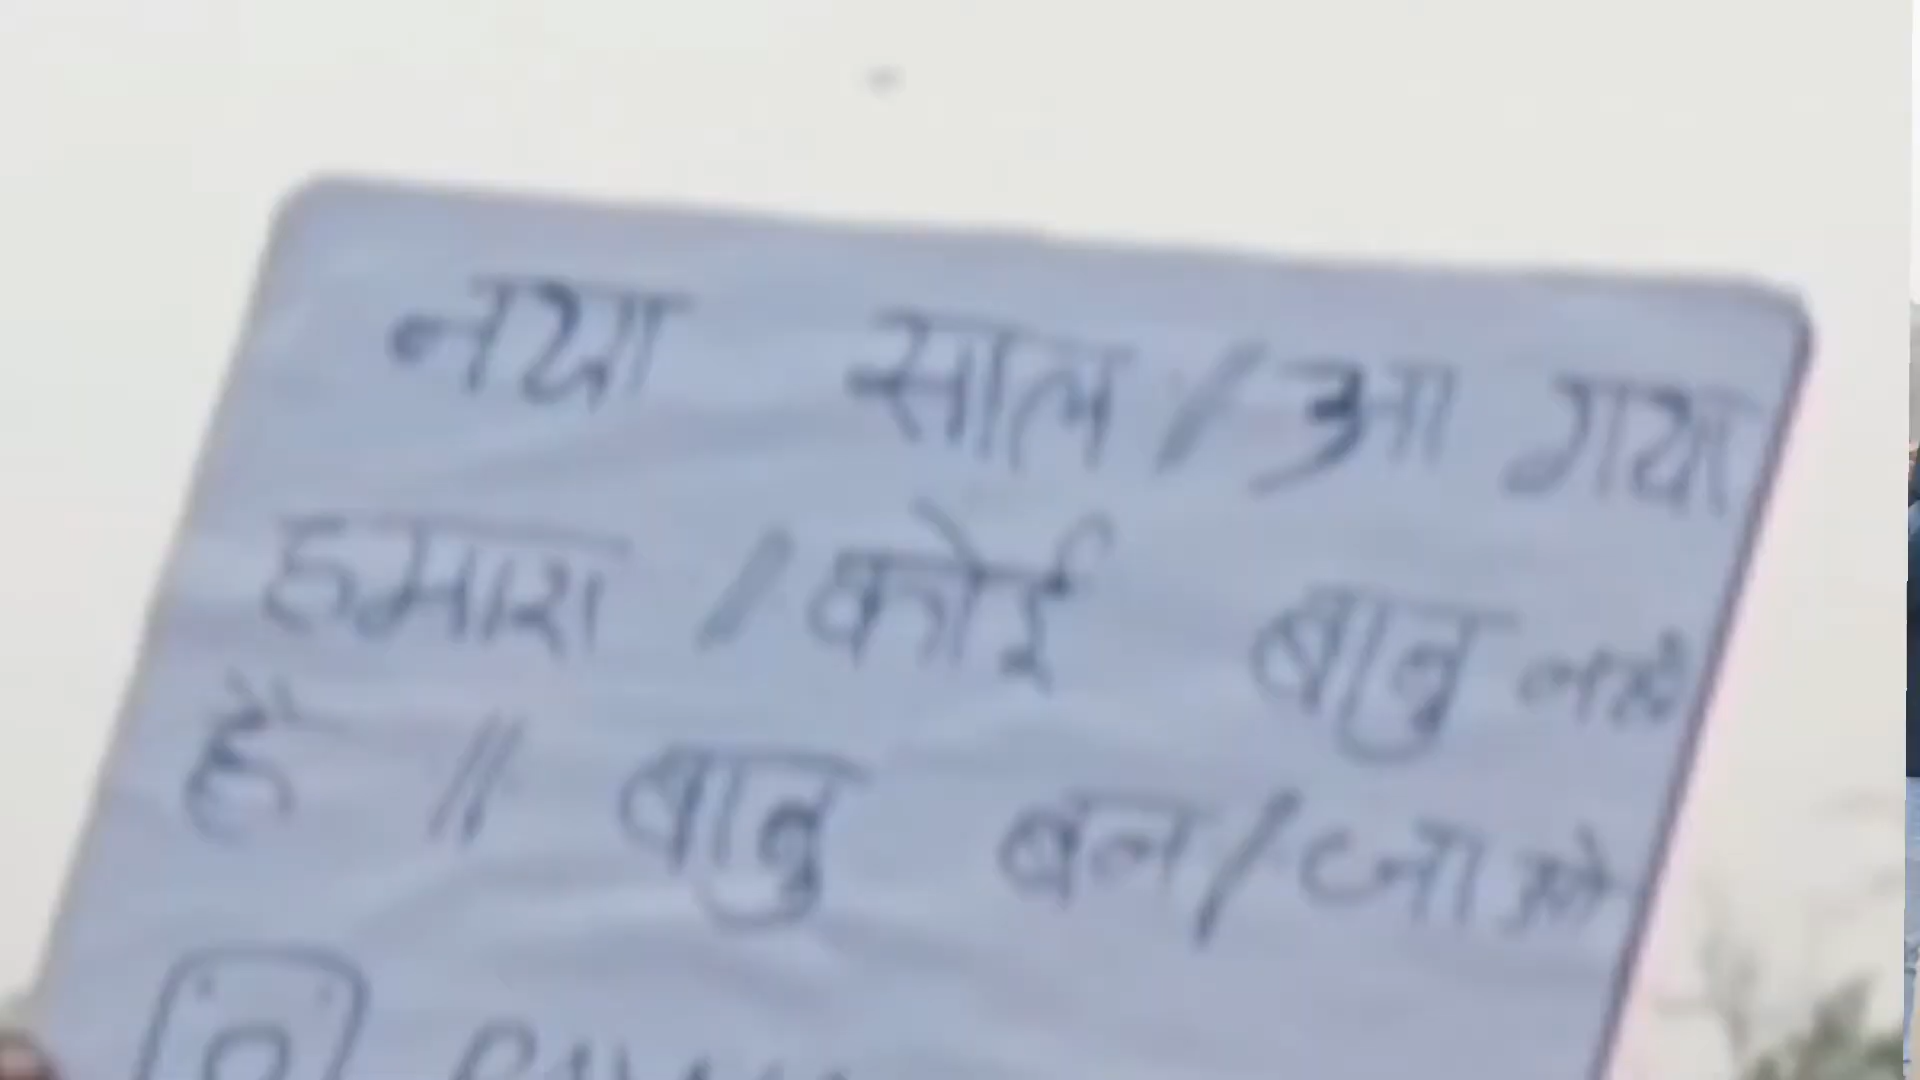 नया साल / आ गया
हमारा / कोई बाबु नही
है // बाबु बन / जाओ